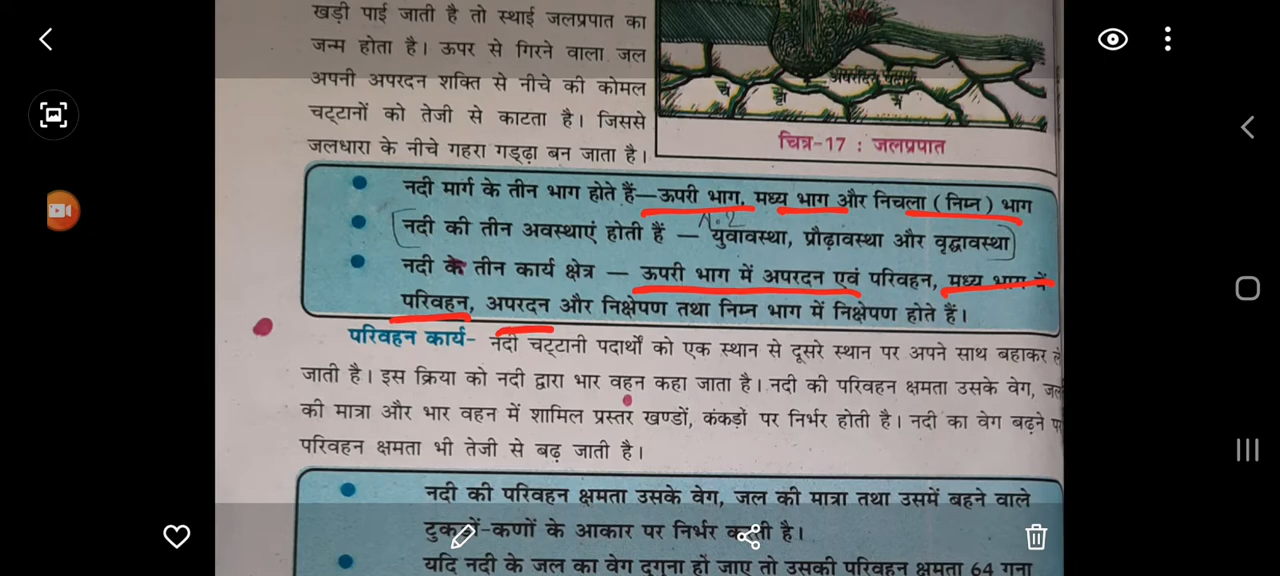 खड़ी पाई जाती है तो स्थाई जलप्रपात का
जन्म होता है। ऊपर से गिरने वाला जल
अपनी अपरदन शक्ति से नीचे की कोमल
चट्टानों को तेजी से काटता है। जिससे
जलधारा के नीचे गहरा गड्ढ़ा बन जाता है।
अपरदित पदार्थ
चित्र-17 : जलप्रपात
नदी मार्ग के तीन भाग होते हैं—ऊपरी भाग, मध्य भाग और निचला (निम्न) भाग
नदी की तीन अवस्थाएं होती हैं — युवावस्था, प्रौढ़ावस्था और वृद्धावस्था
नदी के तीन कार्य क्षेत्र — ऊपरी भाग में अपरदन एवं परिवहन, मध्य भाग में
परिवहन, अपरदन और निक्षेपण तथा निम्न भाग में निक्षेपण होते हैं।
परिवहन कार्य- नदी चट्टानी पदार्थों को एक स्थान से दूसरे स्थान पर अपने साथ बहाकर ले
जाती है। इस क्रिया को नदी द्वारा भार वहन कहा जाता है। नदी की परिवहन क्षमता उसके वेग, जल
की मात्रा और भार वहन में शामिल प्रस्तर खण्डों, कंकड़ों पर निर्भर होती है। नदी का वेग बढ़ने पर
परिवहन क्षमता भी तेजी से बढ़ जाती है।
नदी की परिवहन क्षमता उसके वेग, जल की मात्रा तथा उसमें बहने वाले
टुकड़ों-कणों के आकार पर निर्भर करती है।
यदि नदी के जल का वेग दुगुना हो जाए तो उसकी परिवहन क्षमता 64 गुना